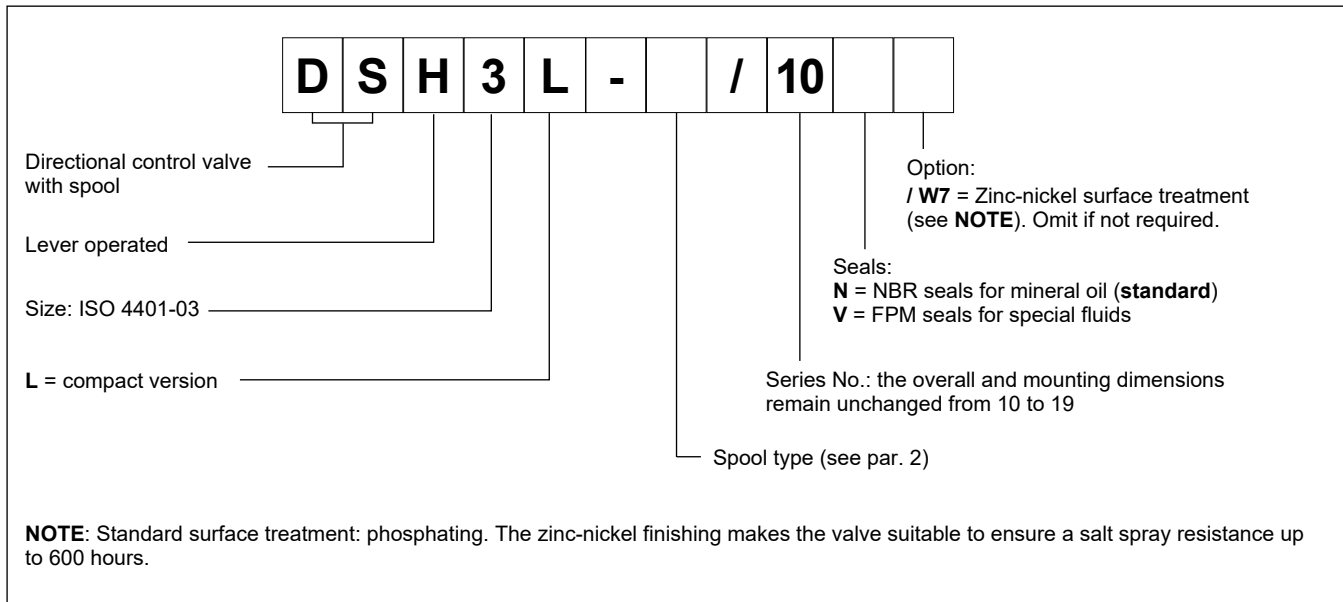 D S H 3 L - / 10
Directional control valve
with spool
Lever operated
Size: ISO 4401-03
L = compact version
Option:
/ W7 = Zinc-nickel surface treatment
(see NOTE). Omit if not required.
Seals:
N = NBR seals for mineral oil (standard)
V = FPM seals for special fluids
Series No.: the overall and mounting dimensions
remain unchanged from 10 to 19
Spool type (see par. 2)
NOTE: Standard surface treatment: phosphating. The zinc-nickel finishing makes the valve suitable to ensure a salt spray resistance up
to 600 hours.